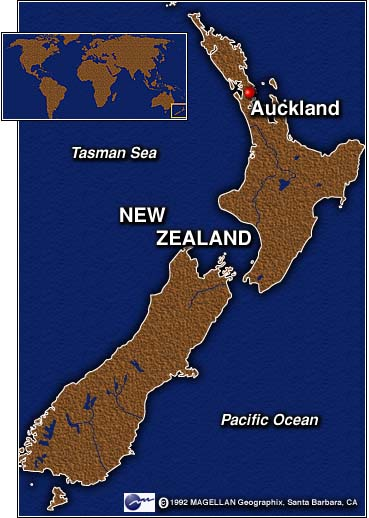 Auckland
Tasman Sea
NEW
ZEALAND
Pacific Ocean
© 1992 MAGELLAN Geographix, Santa Barbara, CA